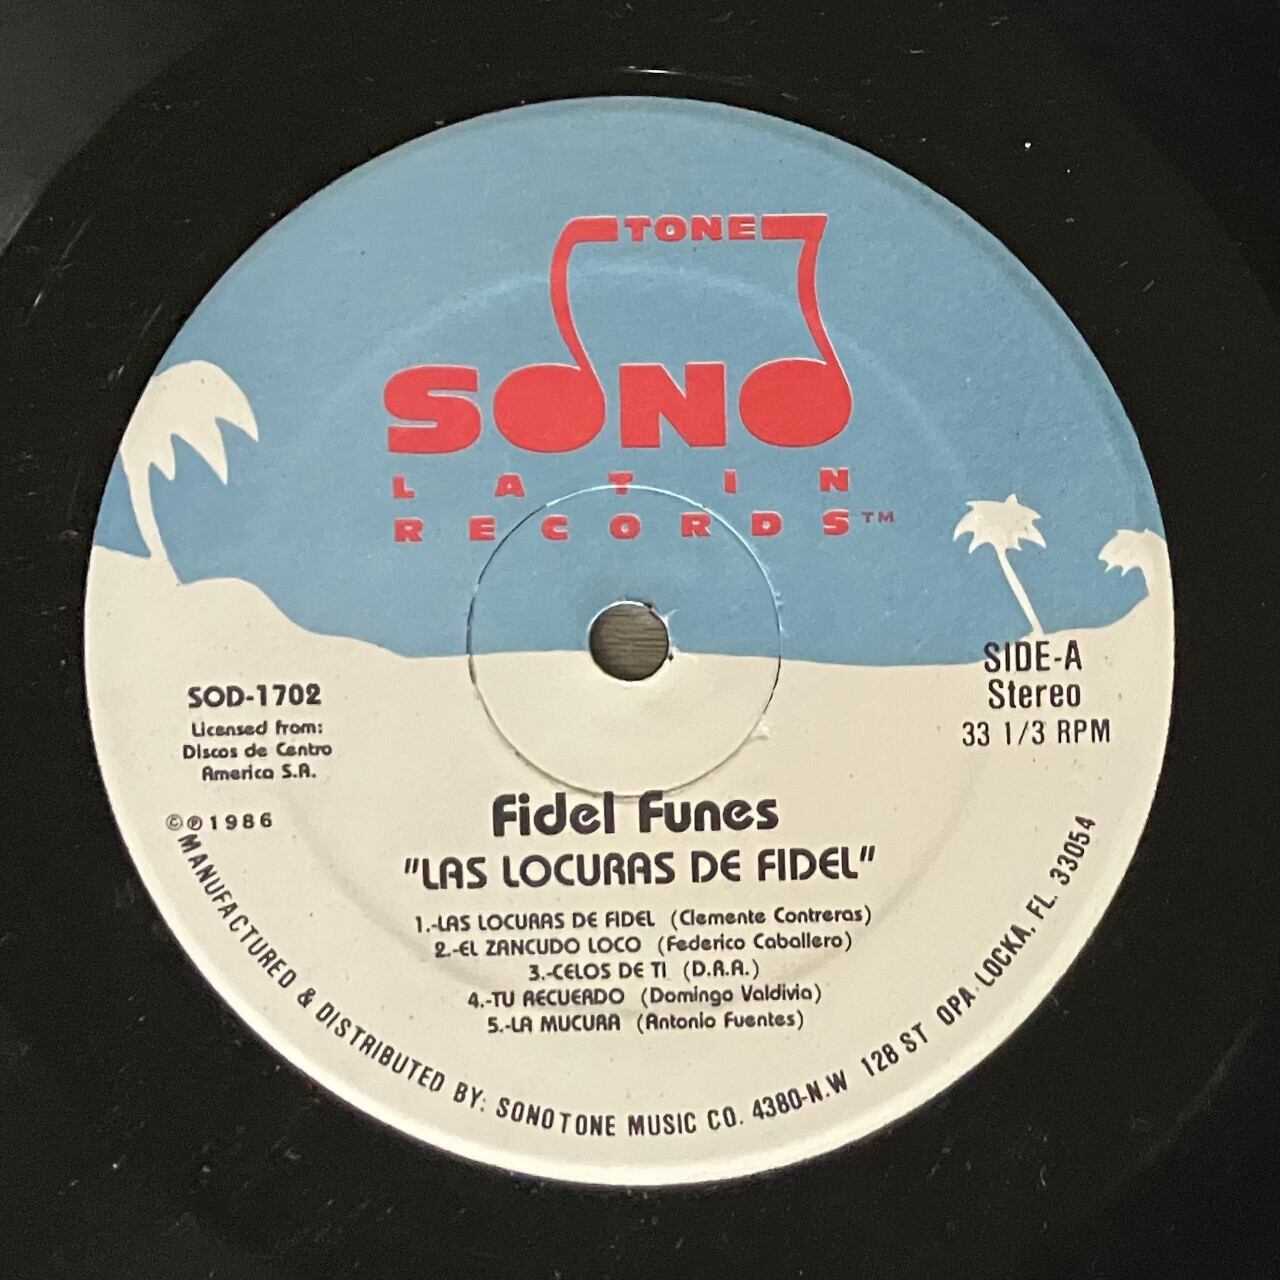 TONE
SONO
LATIN
RECORDS™
SIDE-A
Stereo
33 1/3 RPM
SOD-1702
Licensed from:
Discos de Centro
America S.A.
©℗1986
Fidel Funes
"LAS LOCURAS DE FIDEL"
1.-LAS LOCURAS DE FIDEL (Clemente Contreras)
2.-EL ZANCUDO LOCO (Federico Caballero)
3.-CELOS DE TI (D.R.A.)
4.-TU RECUERDO (Domingo Valdivia)
5.-LA MUCURA (Antonio Fuentes)
MANUFACTURED & DISTRIBUTED BY: SONOTONE MUSIC CO. 4380-N.W 128 ST OPA LOCKA, FL. 33054